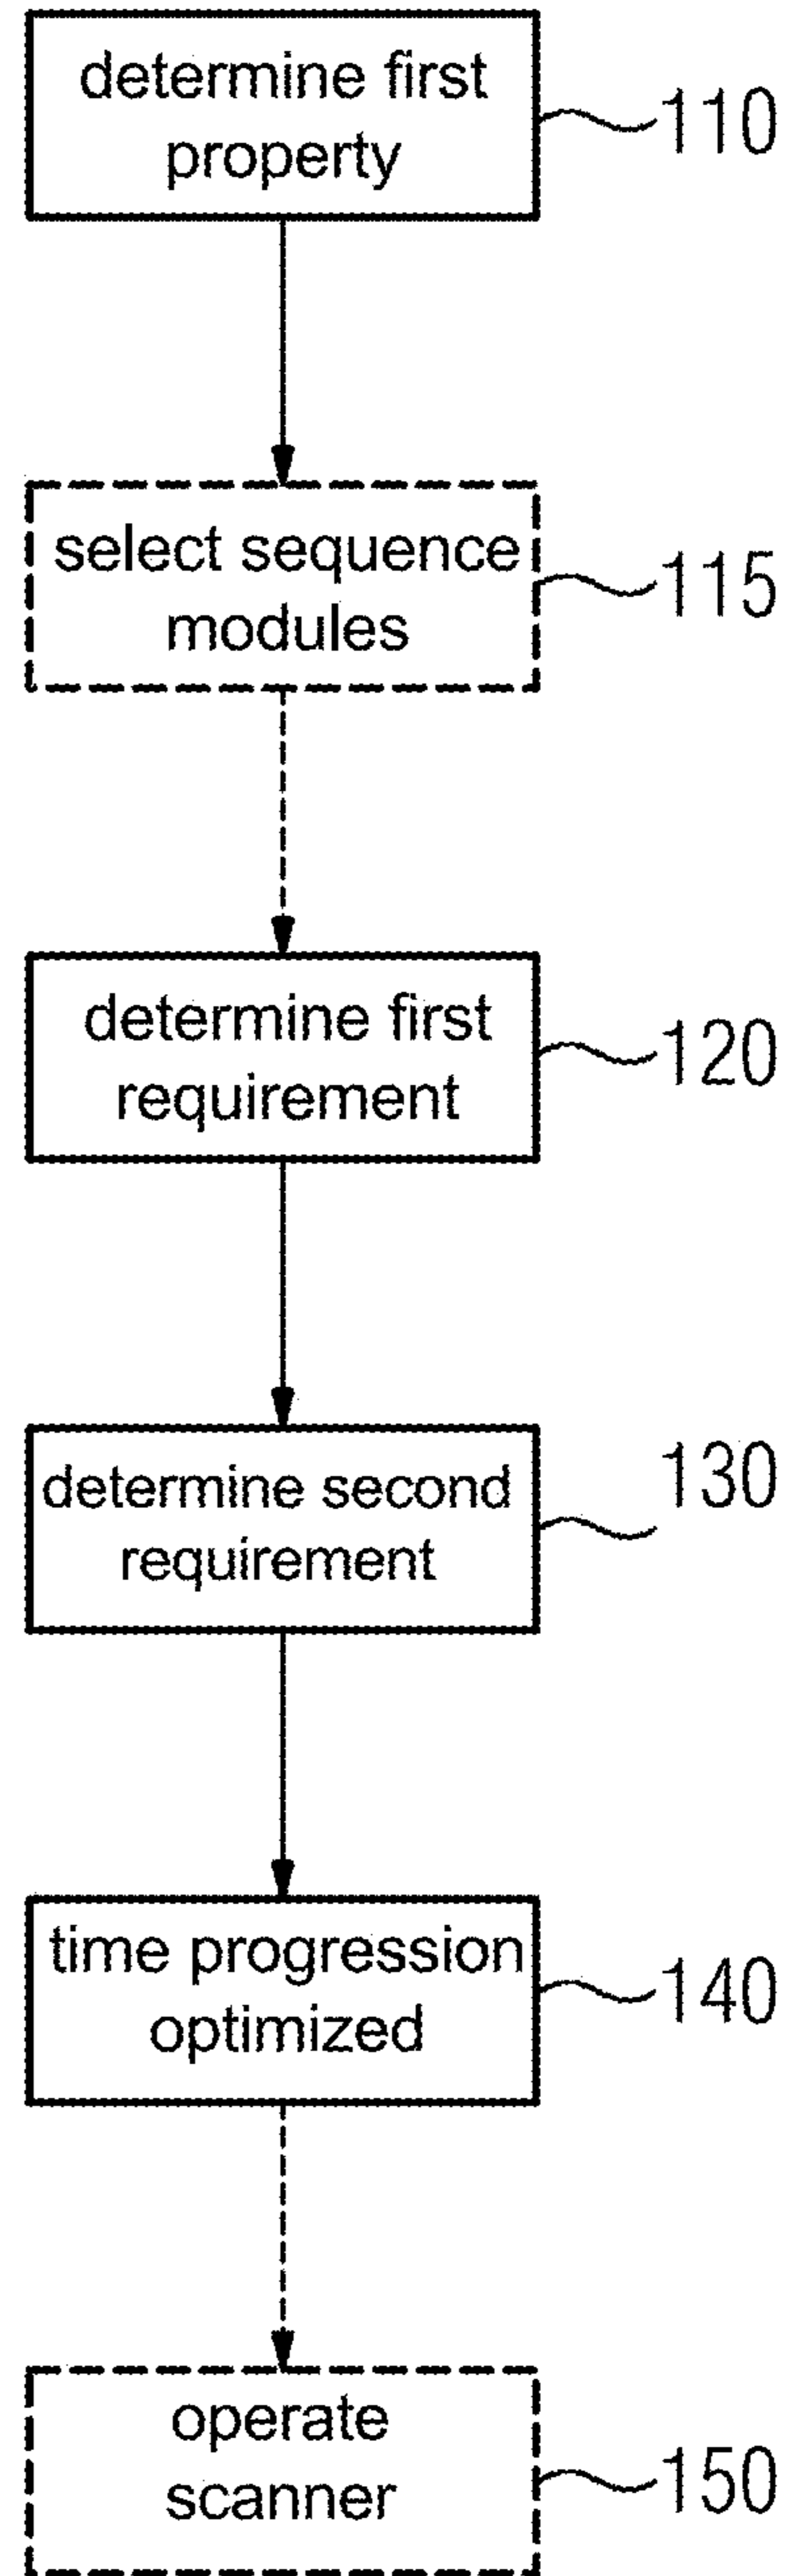 determine first
property
110
select sequence
modules
115
determine first
requirement
120
determine second
requirement
130
time progression
optimized
140
operate
scanner
150